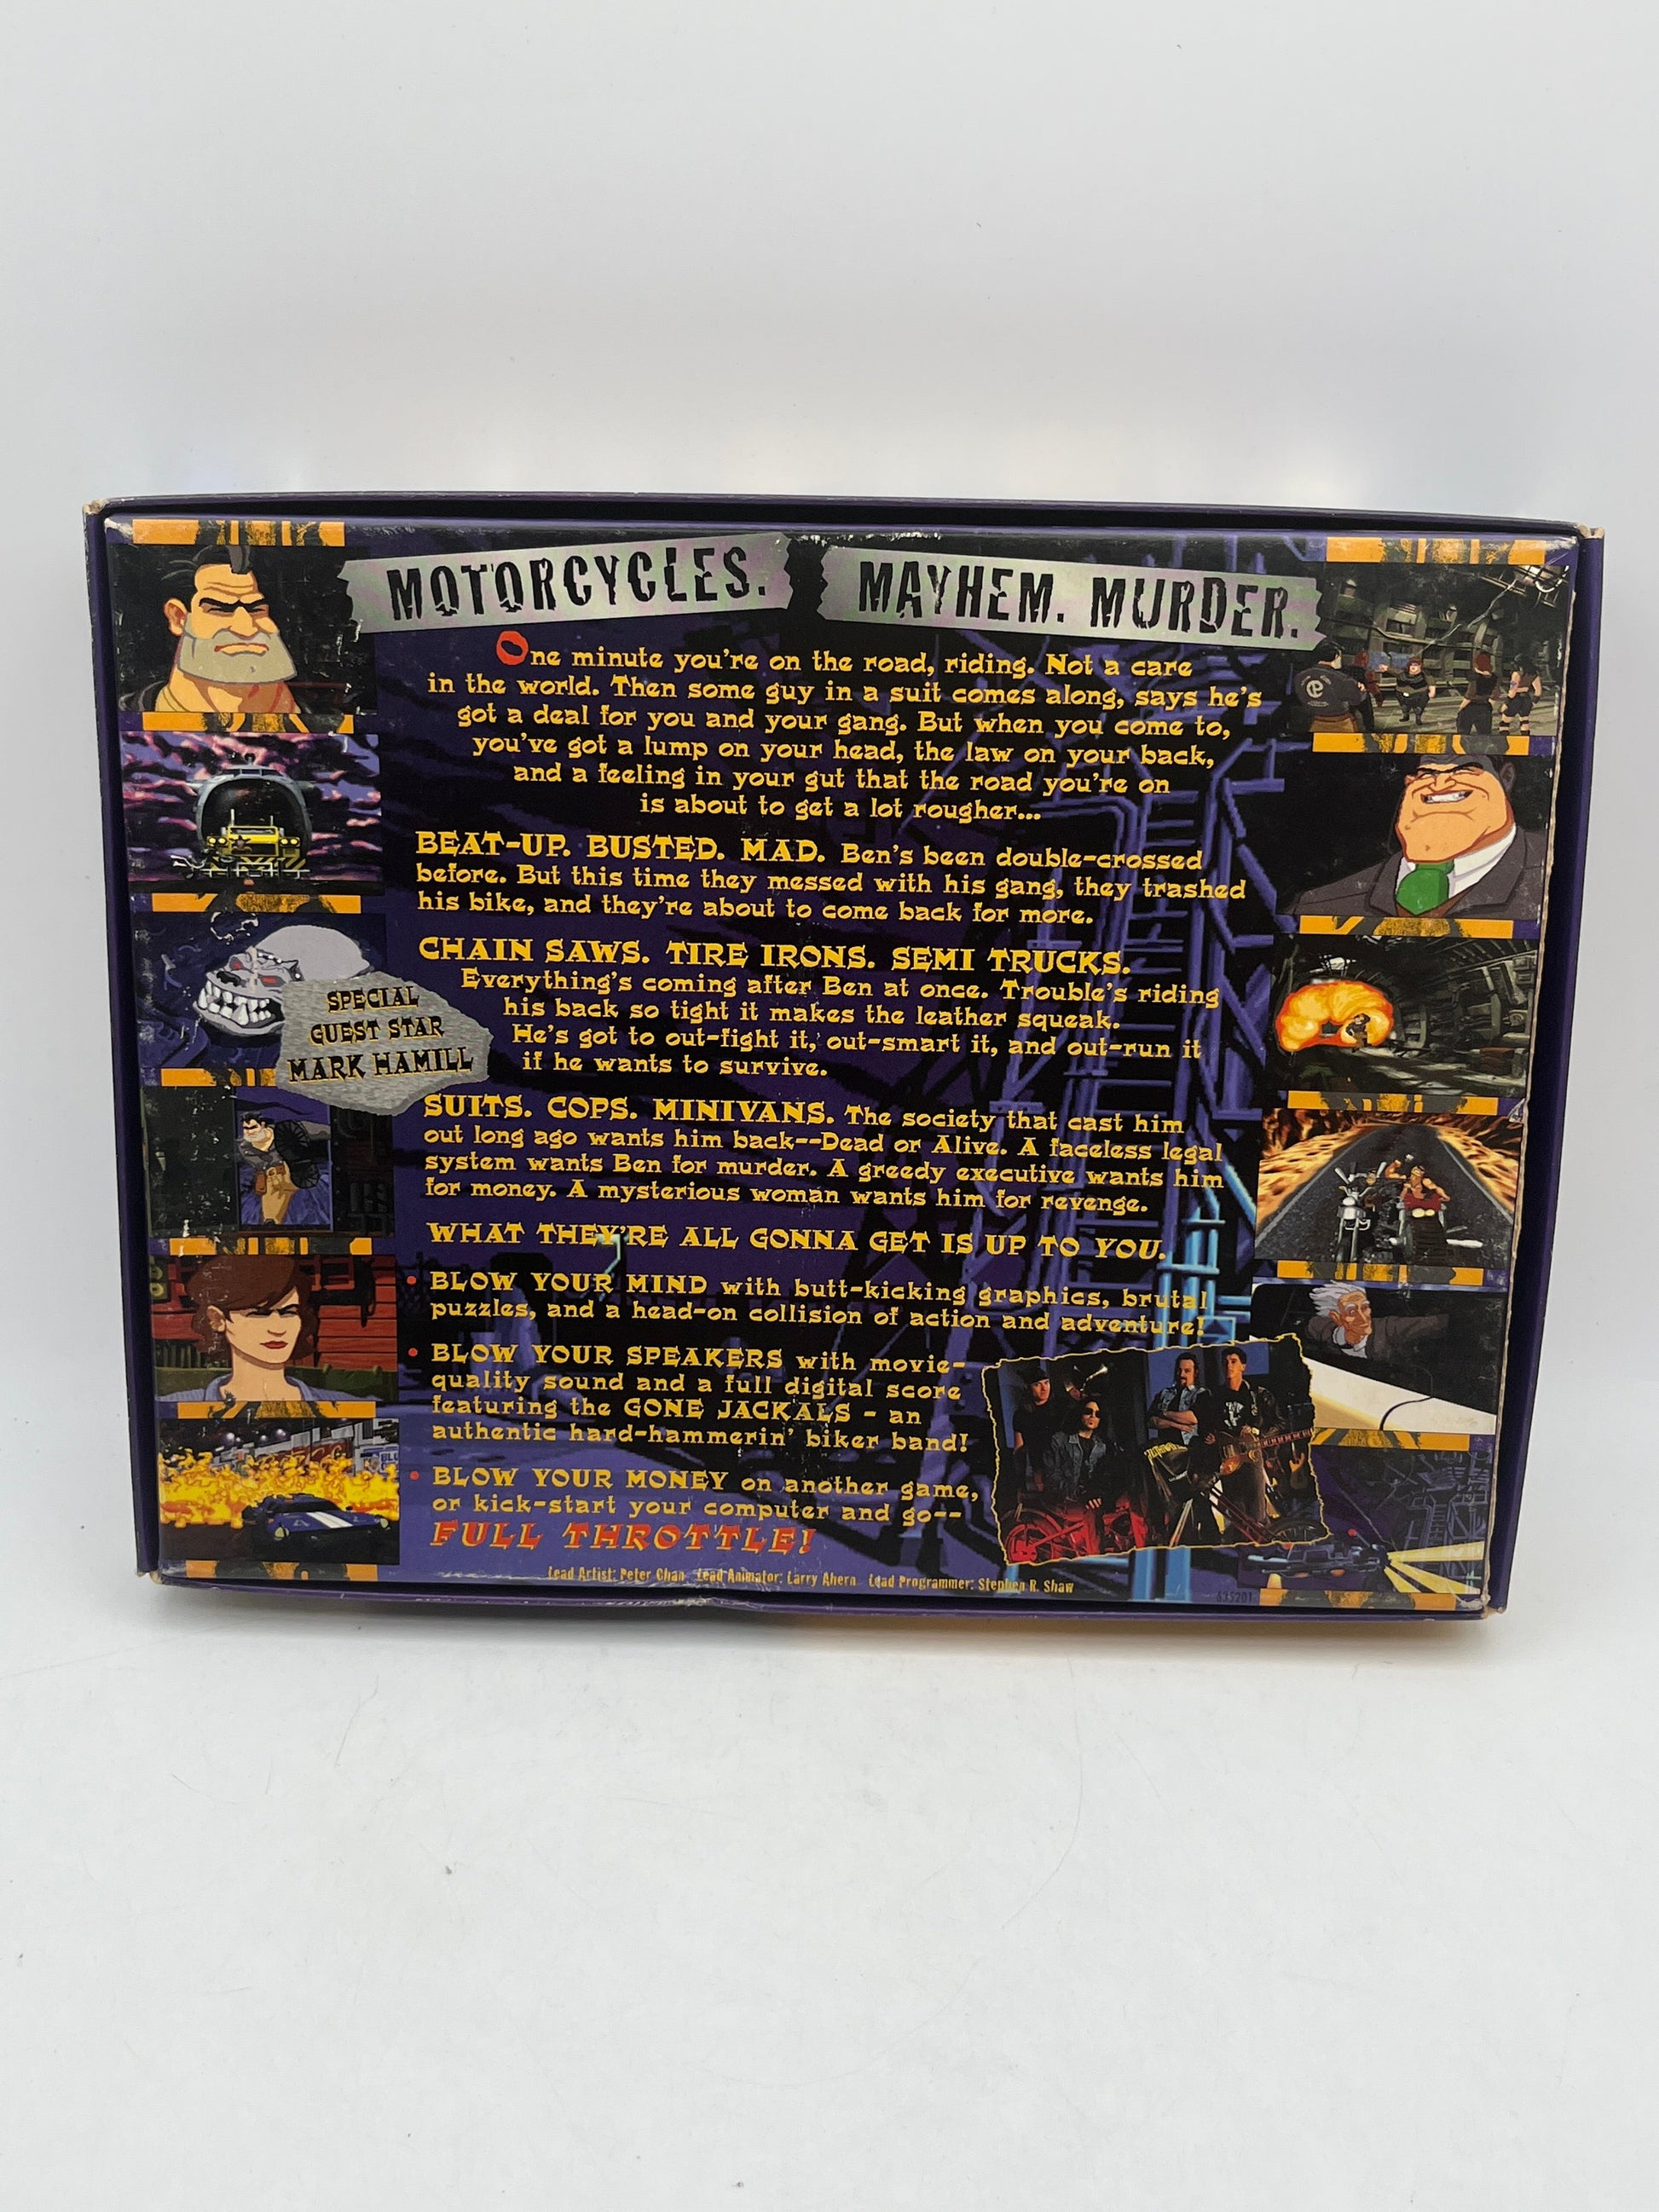 MOTORCYCLES. MAYHEM. MURDER.
One minute you're on the road, riding. Not a care
in the world. Then some guy in a suit comes along, says he's
got a deal for you and your gang. But when you come to,
you've got a lump on your head, the law on your back,
and a feeling in your gut that the road you're on
is about to get a lot rougher...
BEAT-UP. BUSTED. MAD. Ben's been double-crossed
before. But this time they messed with his gang, they trashed
his bike, and they're about to come back for more.
CHAIN SAWS. TIRE IRONS. SEMI TRUCKS.
Everything's coming after Ben at once. Trouble's riding
his back so tight it makes the leather squeak.
He's got to out-fight it, out-smart it, and out-run it
if he wants to survive.
SPECIAL
GUEST STAR
MARK HAMILL
SUITS. COPS. MINIVANS. The society that cast him
out long ago wants him back--Dead or Alive. A faceless legal
system wants Ben for murder. A greedy executive wants him
for money. A mysterious woman wants him for revenge.
WHAT THEY'RE ALL GONNA GET IS UP TO YOU.
• BLOW YOUR MIND with butt-kicking graphics, brutal
puzzles, and a head-on collision of action and adventure!
• BLOW YOUR SPEAKERS with movie-
quality sound and a full digital score
featuring the GONE JACKALS - an
authentic hard-hammerin' biker band!
• BLOW YOUR MONEY on another game,
or kick-start your computer and go--
FULL THROTTLE!
Lead Artist: Peter Chan Lead Animator: Larry Ahern Lead Programmer: Stephen R. Shaw
635201